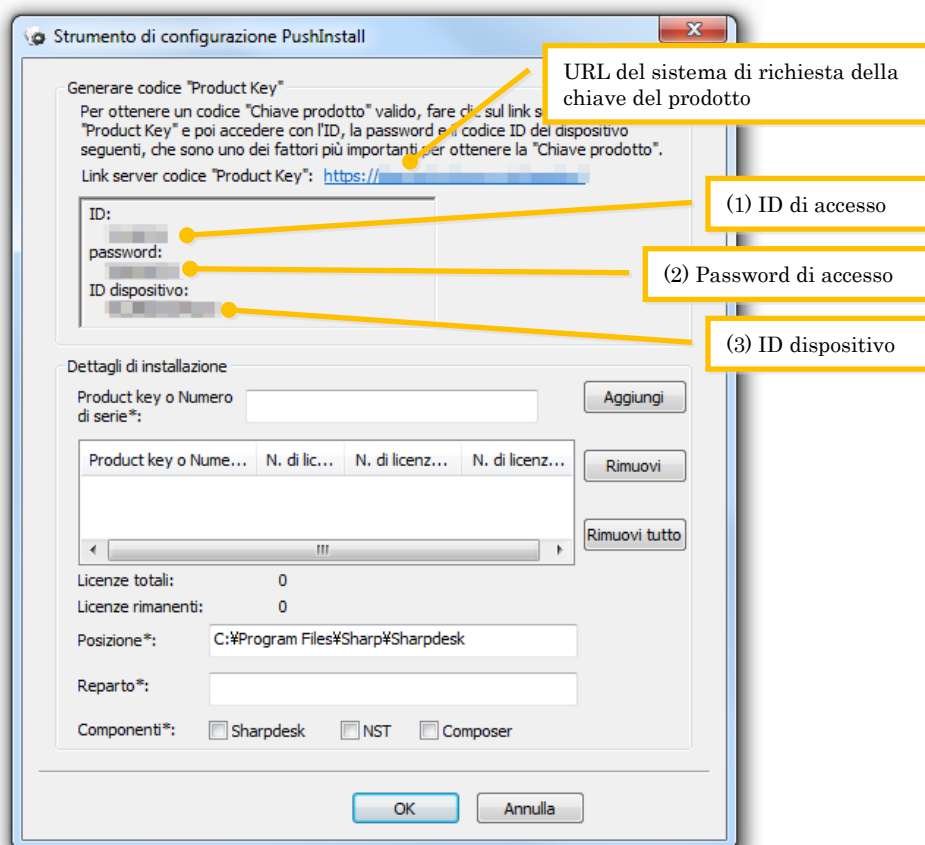 Strumento di configurazione PushInstall
URL del sistema di richiesta della
chiave del prodotto
Generare codice "Product Key"
Per ottenere un codice "Chiave prodotto" valido, fare clic sul link
"Product Key" e poi accedere con l'ID, la password e il codice ID del dispositivo
seguenti, che sono uno dei fattori più importanti per ottenere la "Chiave prodotto".
Link server codice "Product Key": https://
(1) ID di accesso
ID:
password:
(2) Password di accesso
ID dispositivo:
(3) ID dispositivo
Dettagli di installazione
Product key o Numero
di serie*:
Aggiungi
Product key o Nume... N. di lic... N. di licenz... N. di licenz...
Rimuovi
Rimuovi tutto
Licenze totali: 0
Licenze rimanenti: 0
Posizione*: C:¥Program Files¥Sharp¥Sharpdesk
Reparto*:
Componenti*: Sharpdesk NST Composer
OK Annulla